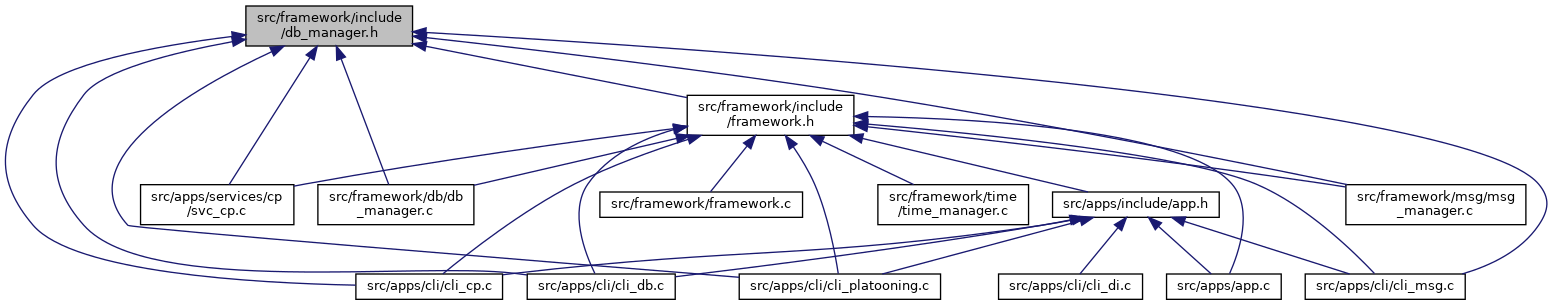 src/framework/include
/db_manager.h
src/framework/include
/framework.h
src/apps/services/cp
/svc_cp.c
src/framework/db/db
_manager.c
src/framework/framework.c
src/framework/time
/time_manager.c
src/apps/include/app.h
src/framework/msg/msg
_manager.c
src/apps/cli/cli_cp.c
src/apps/cli/cli_db.c
src/apps/cli/cli_platooning.c
src/apps/cli/cli_di.c
src/apps/app.c
src/apps/cli/cli_msg.c